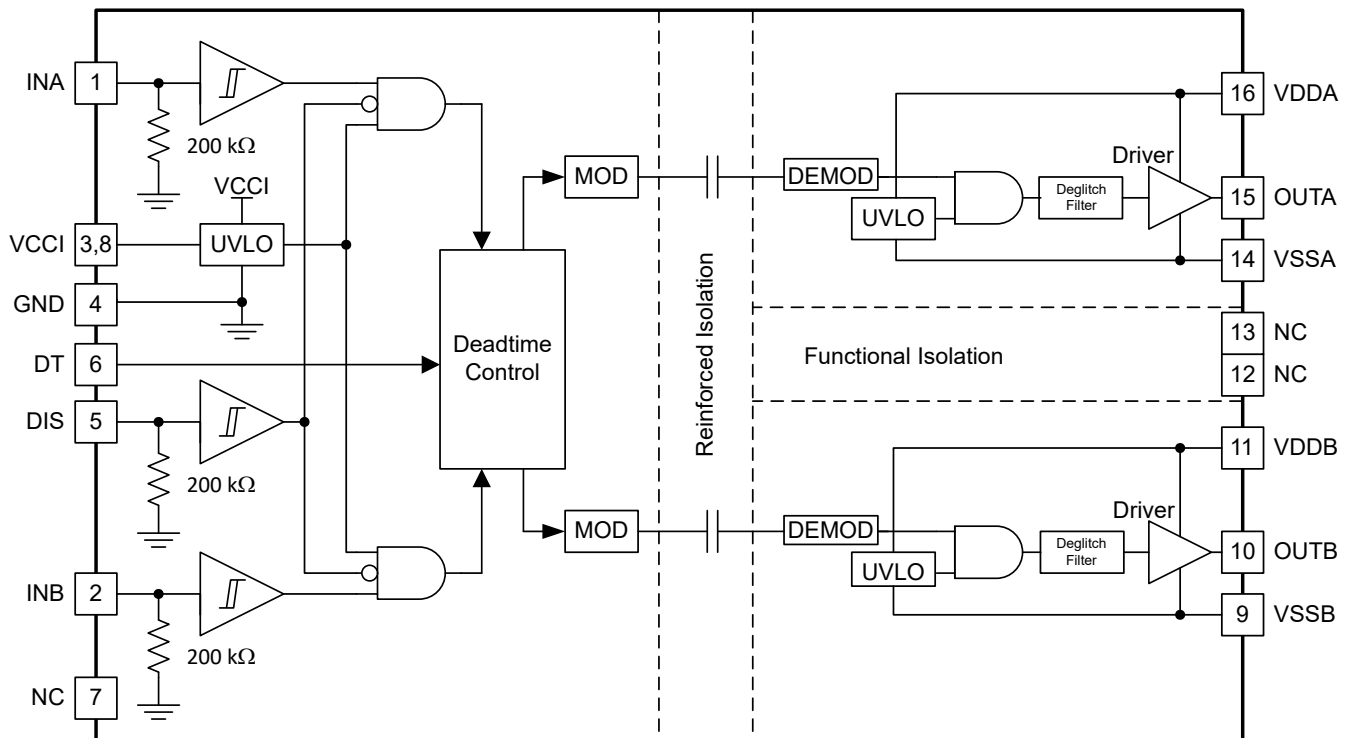 INA
1
200 kΩ
VCCI
VCCI
3,8
UVLO
GND
4
DT
6
DIS
5
200 kΩ
INB
2
200 kΩ
NC
7
Deadtime
Control
MOD
MOD
Reinforced Isolation
DEMOD
UVLO
Deglitch
Filter
Driver
16
VDDA
15
OUTA
14
VSSA
Functional Isolation
13
NC
12
NC
DEMOD
UVLO
Deglitch
Filter
Driver
11
VDDB
10
OUTB
9
VSSB